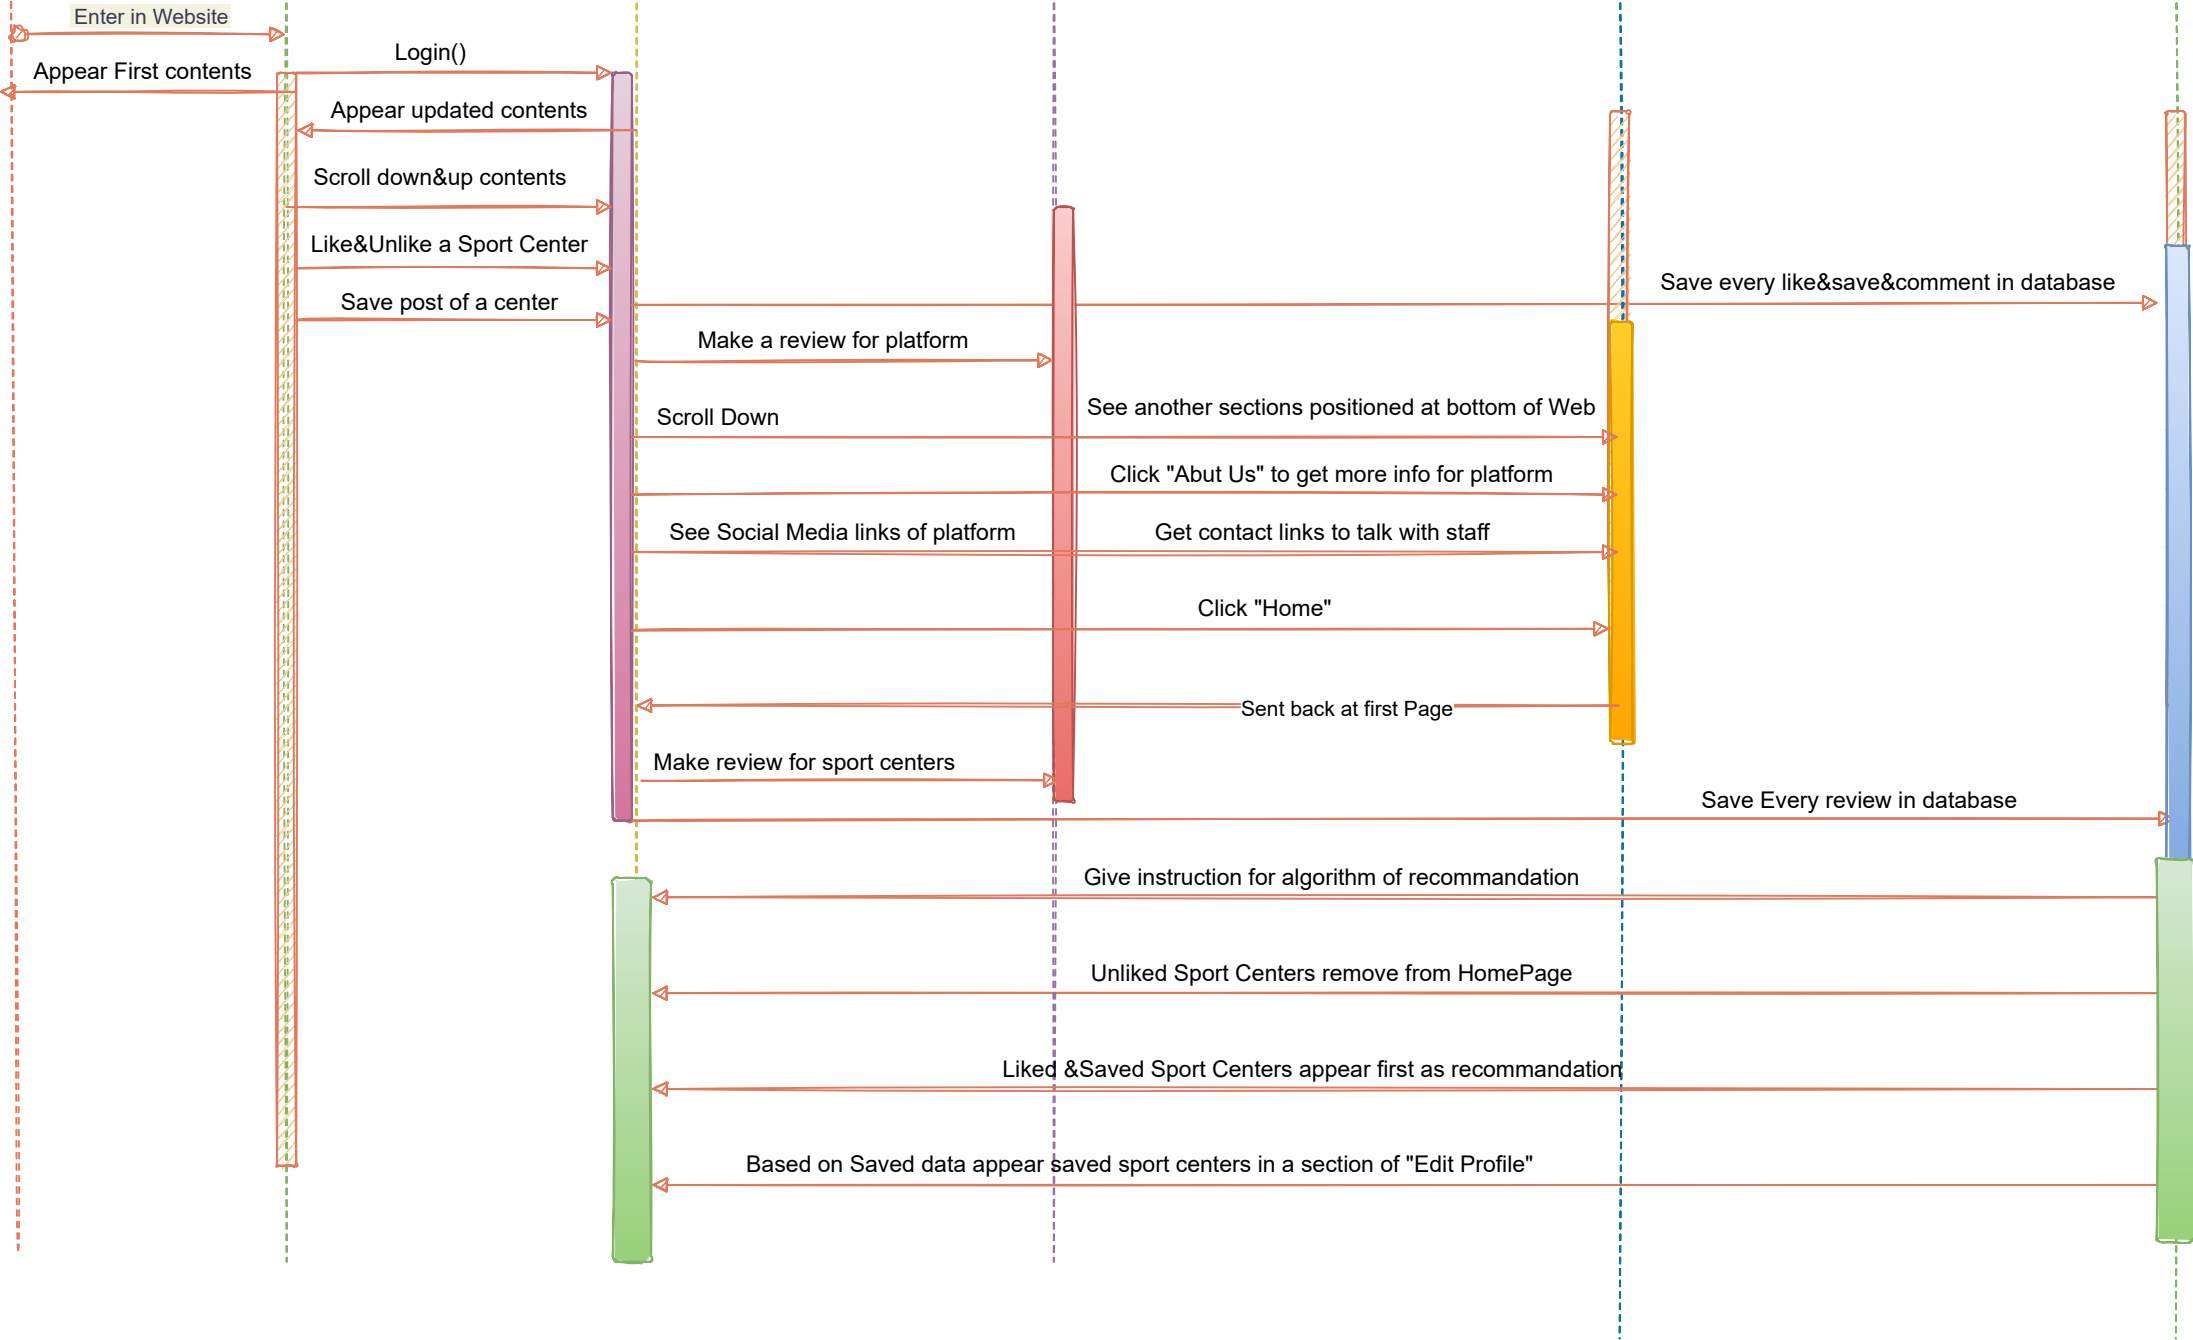 Enter in Website
Login()
Appear First contents
Appear updated contents
Scroll down&up contents
Like&Unlike a Sport Center
Save every like&save&comment in database
Save post of a center
Make a review for platform
See another sections positioned at bottom of Web
Scroll Down
Click "Abut Us" to get more info for platform
See Social Media links of platform
Get contact links to talk with staff
Click "Home"
Sent back at first Page
Make review for sport centers
Save Every review in database
Give instruction for algorithm of recommandation
Unliked Sport Centers remove from HomePage
Liked &Saved Sport Centers appear first as recommandation
Based on Saved data appear saved sport centers in a section of "Edit Profile"